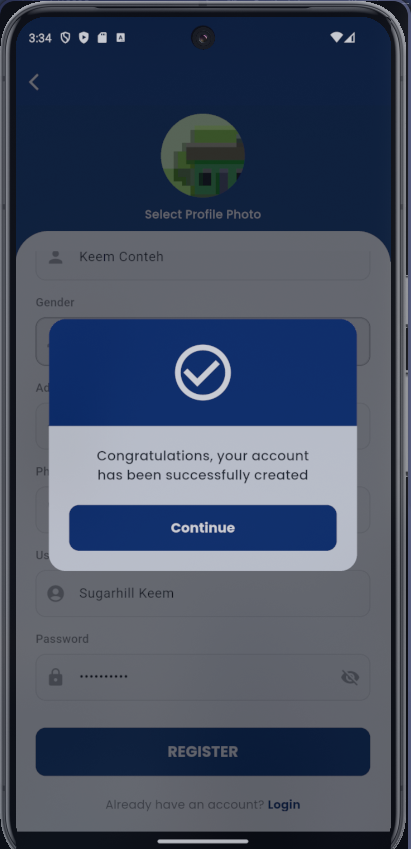 3:34
Select Profile Photo
Keem Conteh
Gender
Ad
Congratulations, your account
has been successfully created
Ph
Continue
Us
Sugarhill Keem
Password
••••••••••
REGISTER
Already have an account? Login